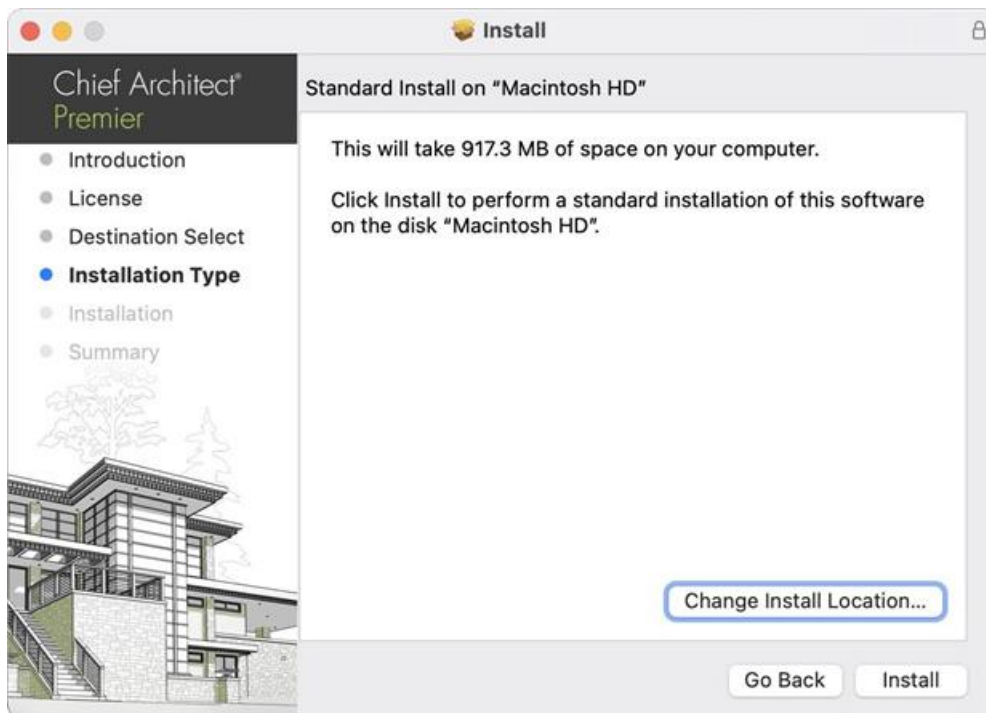 Install
Chief Architect®
Premier
Introduction
License
Destination Select
Installation Type
Installation
Summary
Standard Install on “Macintosh HD”
This will take 917.3 MB of space on your computer.
Click Install to perform a standard installation of this software
on the disk “Macintosh HD”.
Change Install Location...
Go Back
Install